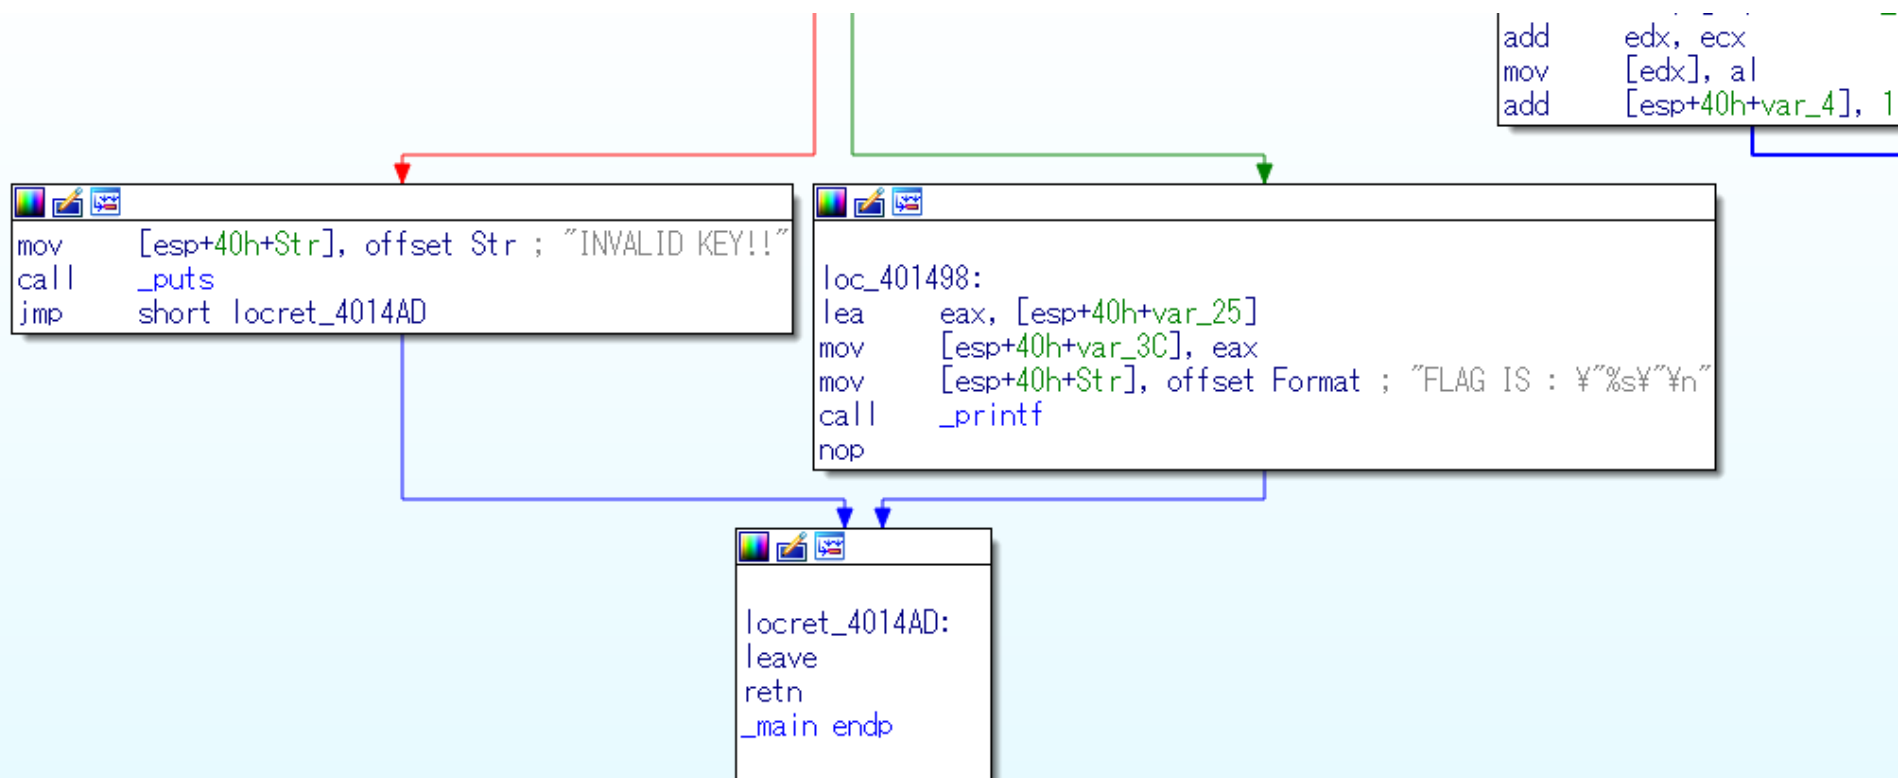 add edx, ecx
mov [edx], al
add [esp+40h+var_4], 1
mov [esp+40h+Str], offset Str ; "INVALID KEY!!"
call _puts
jmp short locret_4014AD
loc_401498:
lea eax, [esp+40h+var_25]
mov [esp+40h+var_3C], eax
mov [esp+40h+Str], offset Format ; "FLAG IS : ¥"%s¥"¥n"
call _printf
nop
locret_4014AD:
leave
retn
_main endp